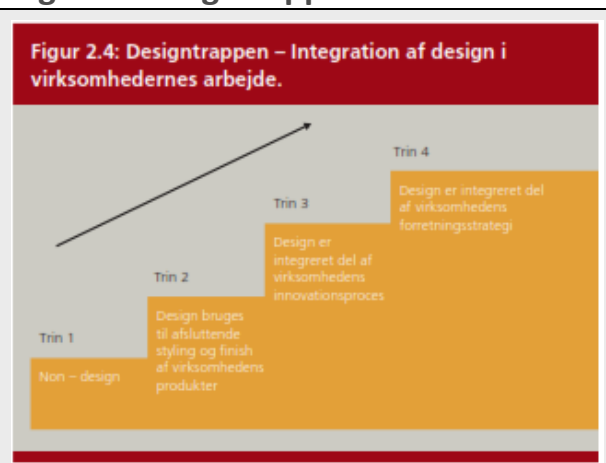 Figur 2.4: Designtrappen – Integration af design i
virksomhedernes arbejde.
Trin 4
Design er integreret del
af virksomhedens
forretningsstrategi
Trin 3
Design er
integreret del af
virksomhedens
innovationsproces
Trin 2
Design bruges
til afsluttende
styling og finish
af virksomhedens
produkter
Trin 1
Non – design